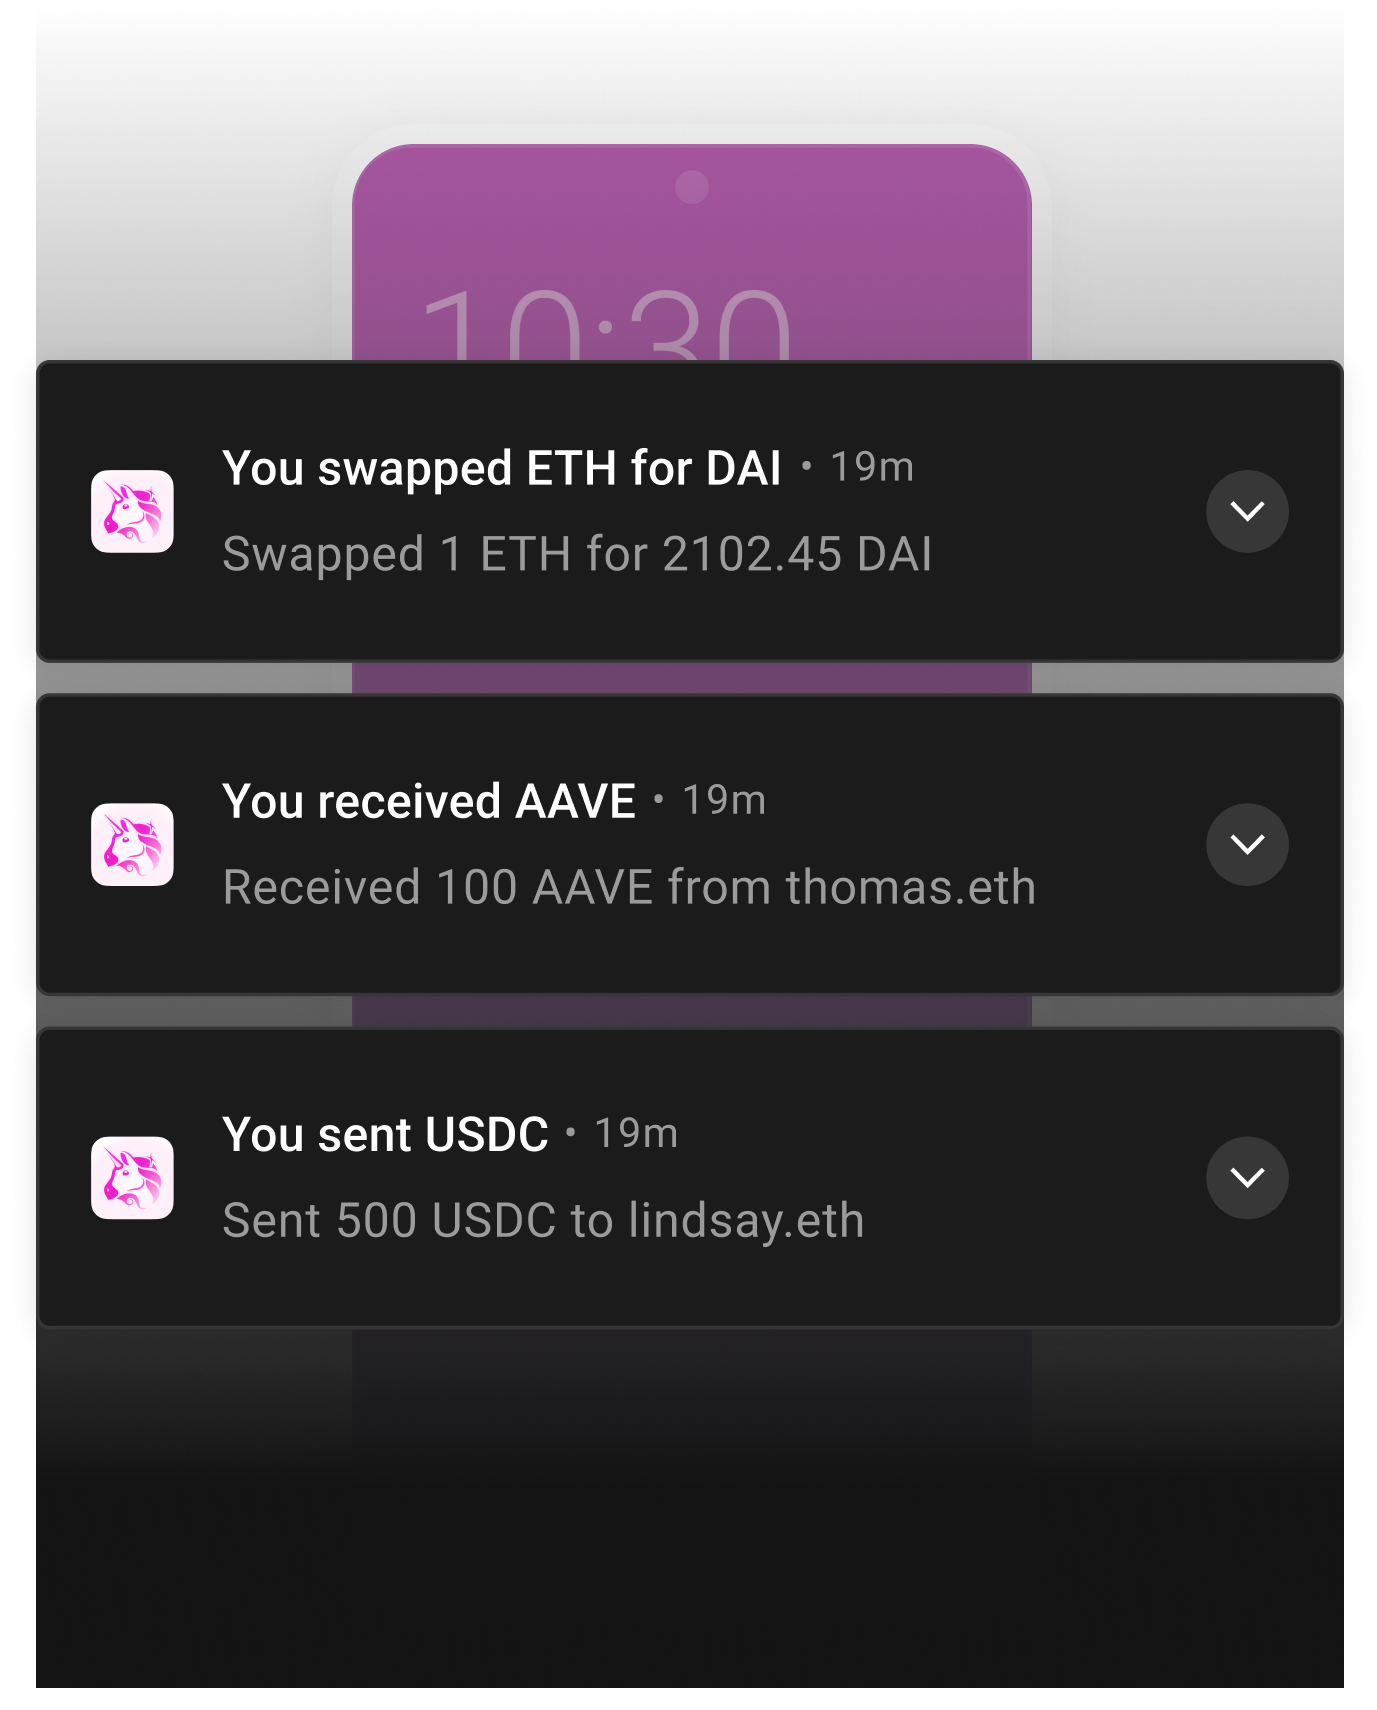 10:30
You swapped ETH for DAI • 19m
Swapped 1 ETH for 2102.45 DAI
You received AAVE • 19m
Received 100 AAVE from thomas.eth
You sent USDC • 19m
Sent 500 USDC to lindsay.eth